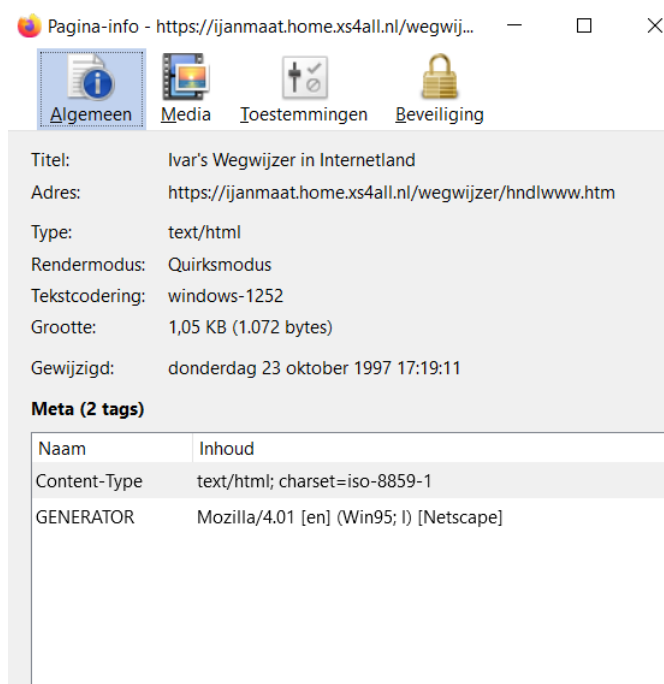 Pagina-info - https://ijanmaat.home.xs4all.nl/wegwij...
Algemeen Media Toestemmingen Beveiliging
Titel: Ivar's Wegwijzer in Internetland
Adres: https://ijanmaat.home.xs4all.nl/wegwijzer/hndlwww.htm
Type: text/html
Rendermodus: Quirksmodus
Tekstcodering: windows-1252
Grootte: 1,05 KB (1.072 bytes)
Gewijzigd: donderdag 23 oktober 1997 17:19:11
Meta (2 tags)
Naam Inhoud
Content-Type text/html; charset=iso-8859-1
GENERATOR Mozilla/4.01 [en] (Win95; I) [Netscape]